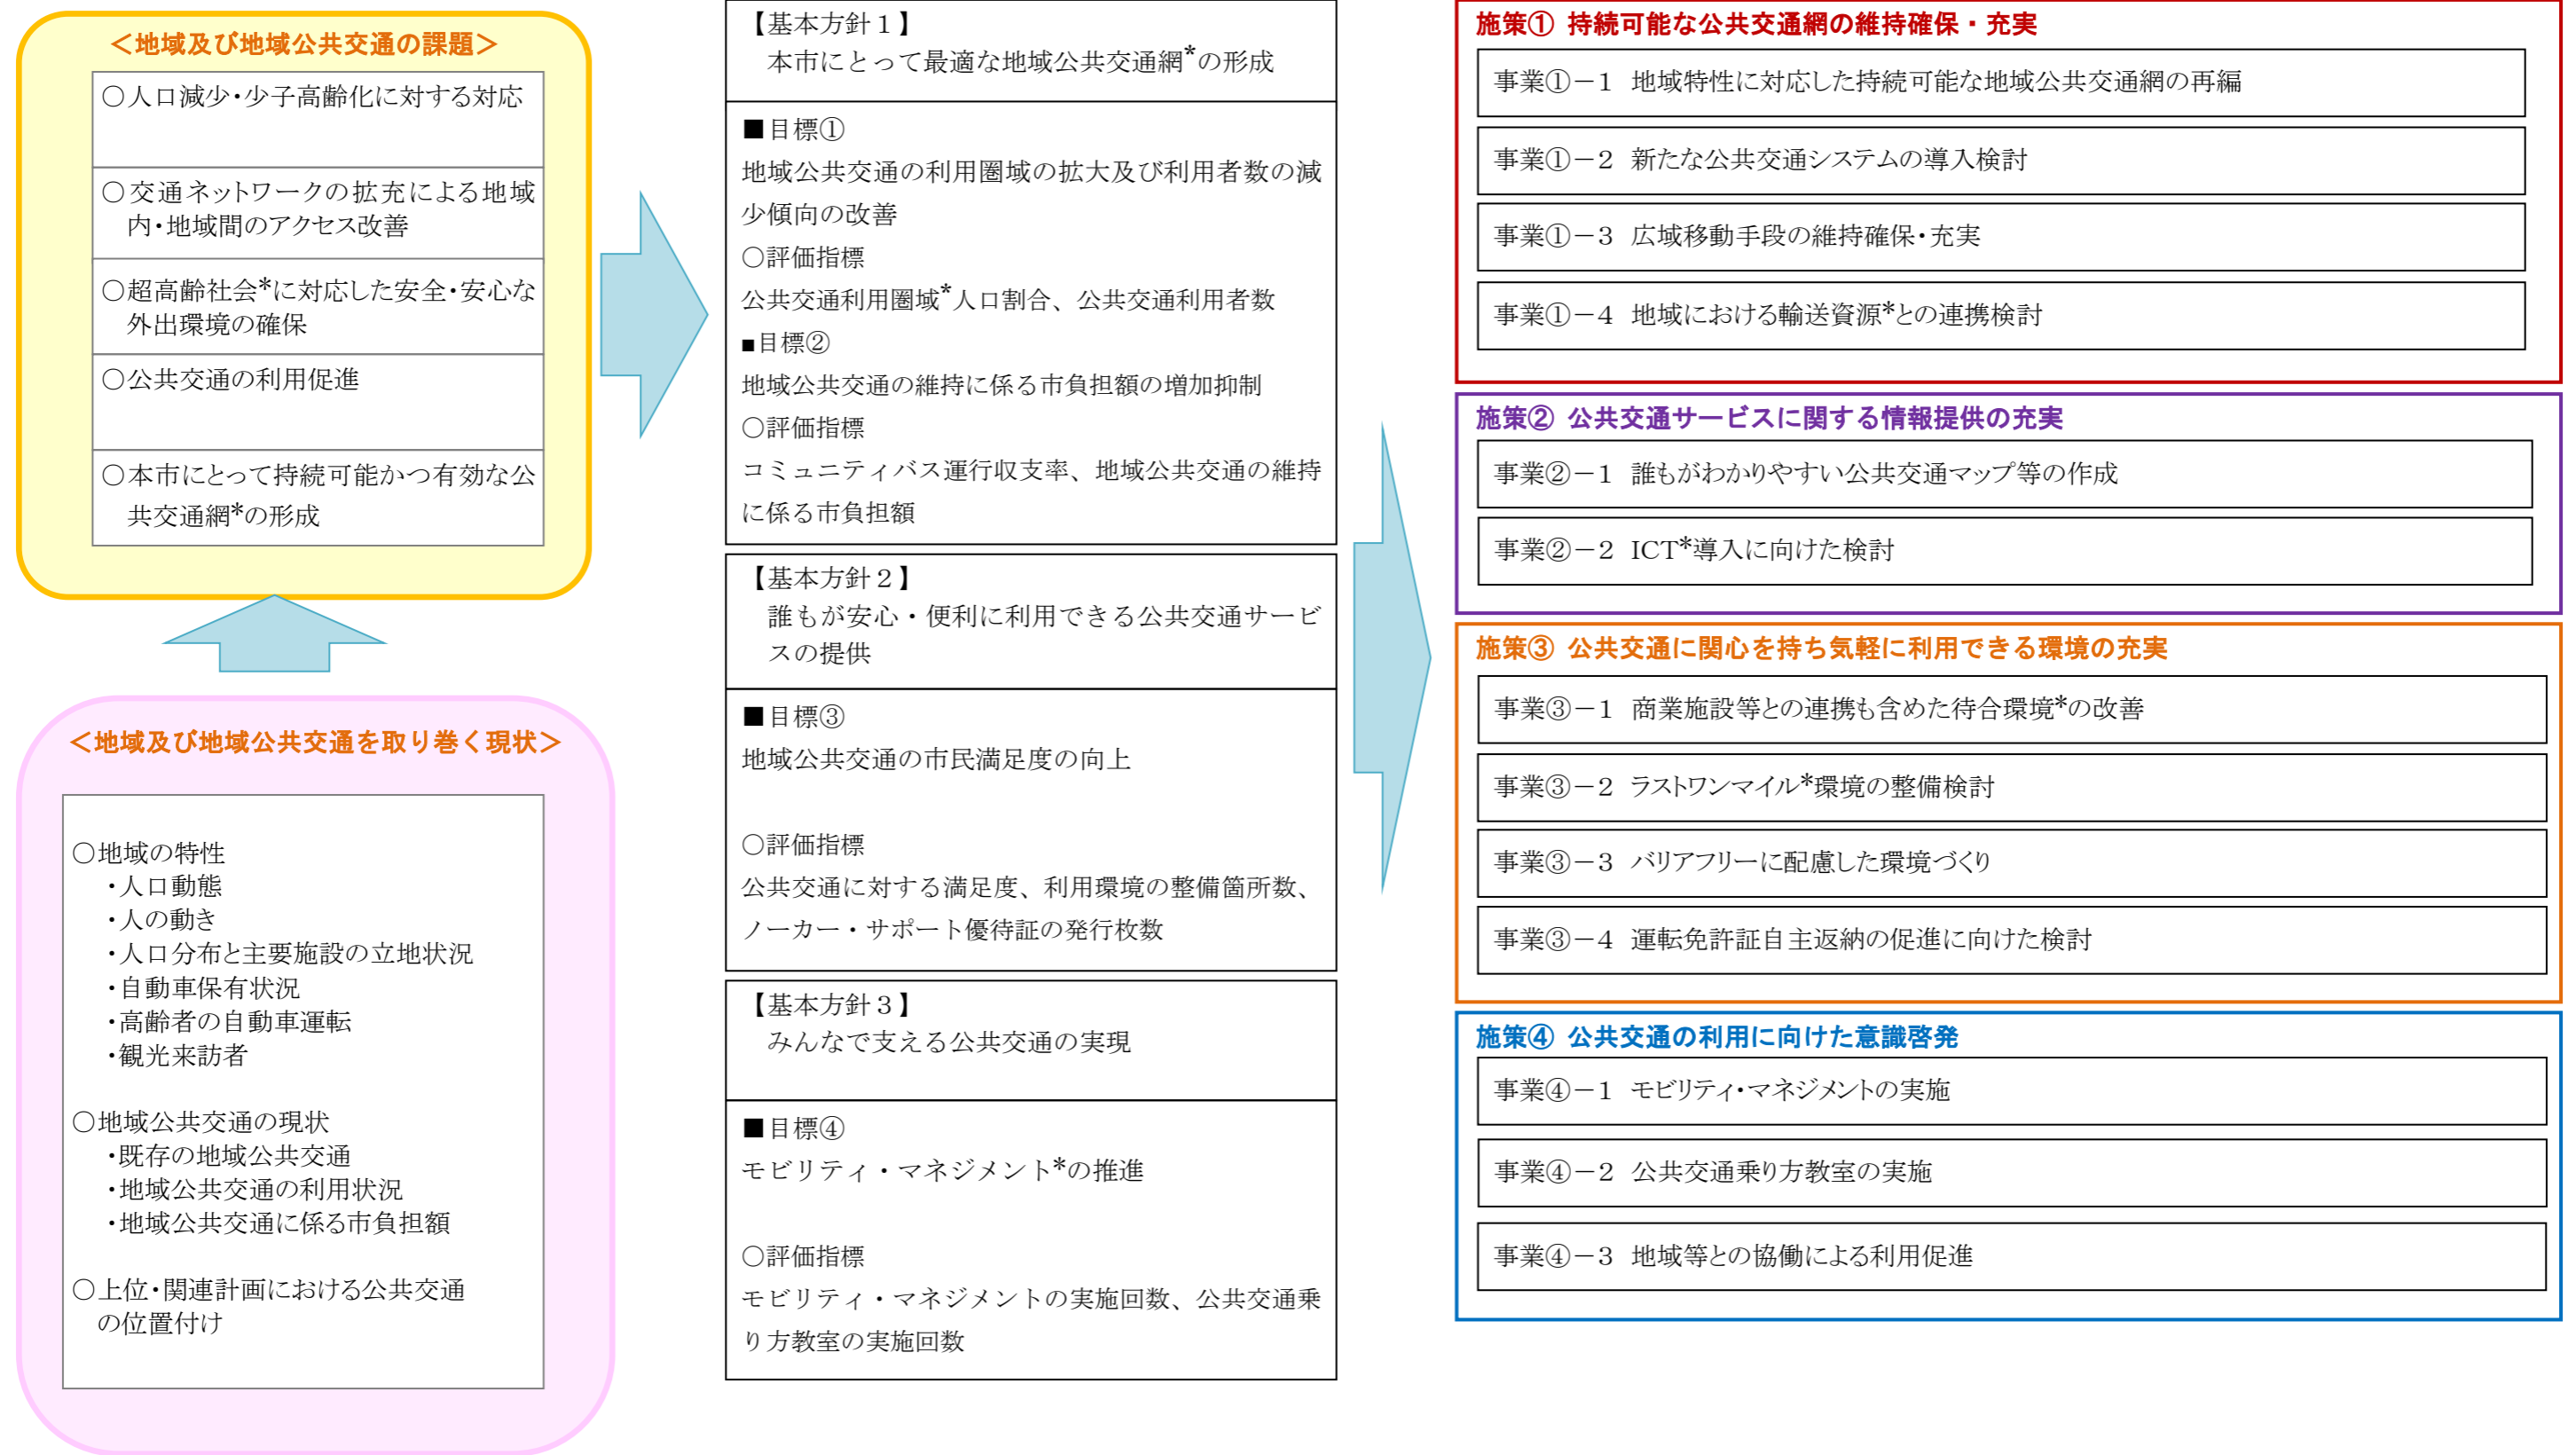 ＜地域及び地域公共交通の課題＞
○人口減少・少子高齢化に対する対応
○交通ネットワークの拡充による地域
内・地域間のアクセス改善
○超高齢社会*に対応した安全・安心な
外出環境の確保
○公共交通の利用促進
○本市にとって持続可能かつ有効な公
共交通網*の形成
＜地域及び地域公共交通を取り巻く現状＞
○地域の特性
・人口動態
・人の動き
・人口分布と主要施設の立地状況
・自動車保有状況
・高齢者の自動車運転
・観光来訪者
○地域公共交通の現状
・既存の地域公共交通
・地域公共交通の利用状況
・地域公共交通に係る市負担額
○上位・関連計画における公共交通
の位置付け
【基本方針１】
本市にとって最適な地域公共交通網*の形成
■目標①
地域公共交通の利用圏域の拡大及び利用者数の減
少傾向の改善
○評価指標
公共交通利用圏域*人口割合、公共交通利用者数
■目標②
地域公共交通の維持に係る市負担額の増加抑制
○評価指標
コミュニティバス運行収支率、地域公共交通の維持
に係る市負担額
【基本方針２】
誰もが安心・便利に利用できる公共交通サービ
スの提供
■目標③
地域公共交通の市民満足度の向上
○評価指標
公共交通に対する満足度、利用環境の整備箇所数、
ノーカー・サポート優待証の発行枚数
【基本方針３】
みんなで支える公共交通の実現
■目標④
モビリティ・マネジメント*の推進
○評価指標
モビリティ・マネジメントの実施回数、公共交通乗
り方教室の実施回数
施策① 持続可能な公共交通網の維持確保・充実
事業①－１ 地域特性に対応した持続可能な地域公共交通網の再編
事業①－２ 新たな公共交通システムの導入検討
事業①－３ 広域移動手段の維持確保・充実
事業①－４ 地域における輸送資源*との連携検討
施策② 公共交通サービスに関する情報提供の充実
事業②－１ 誰もがわかりやすい公共交通マップ等の作成
事業②－２ ICT*導入に向けた検討
施策③ 公共交通に関心を持ち気軽に利用できる環境の充実
事業③－１ 商業施設等との連携も含めた待合環境*の改善
事業③－２ ラストワンマイル*環境の整備検討
事業③－３ バリアフリーに配慮した環境づくり
事業③－４ 運転免許証自主返納の促進に向けた検討
施策④ 公共交通の利用に向けた意識啓発
事業④－１ モビリティ・マネジメントの実施
事業④－２ 公共交通乗り方教室の実施
事業④－３ 地域等との協働による利用促進